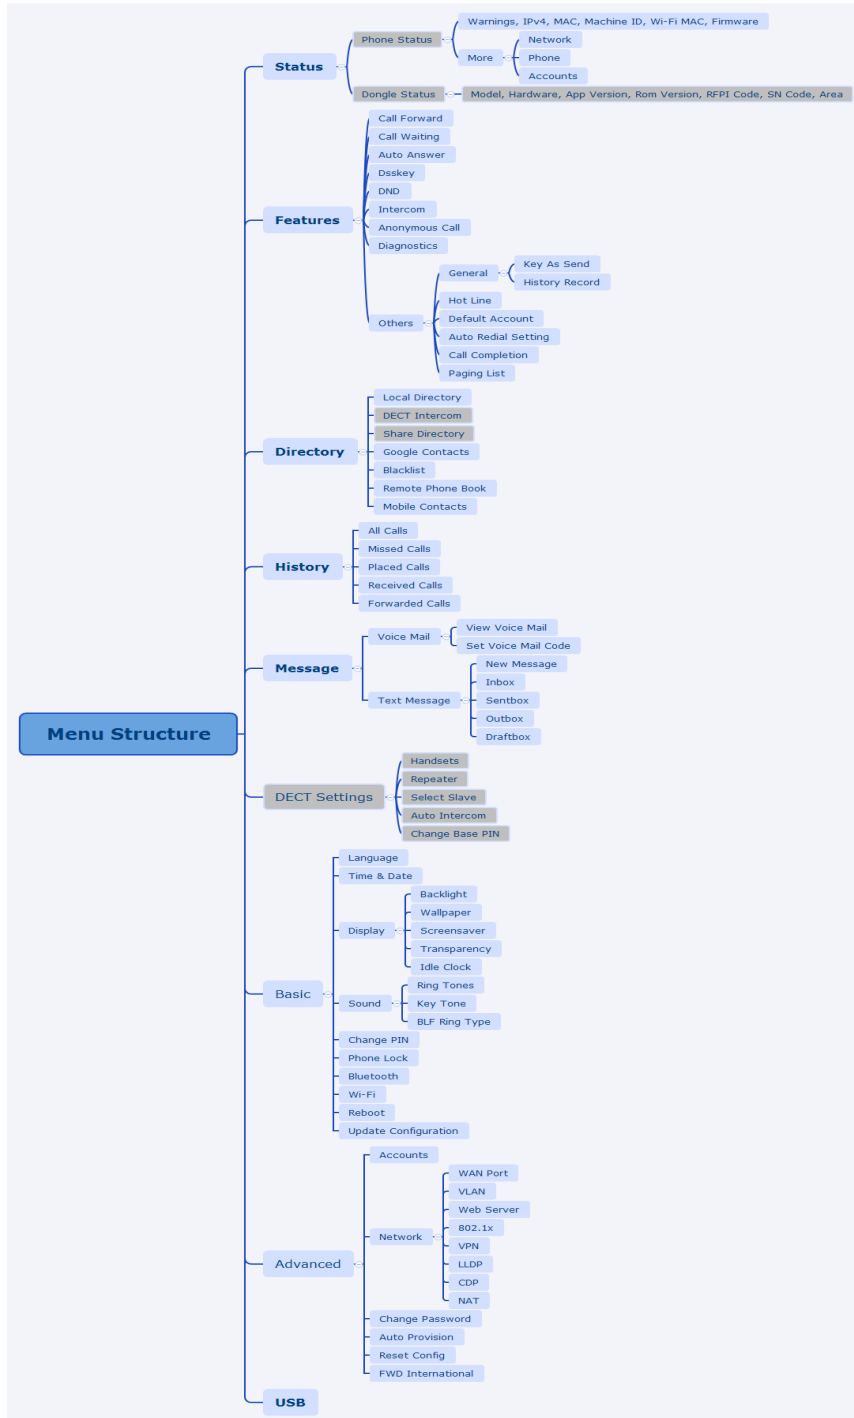 Menu Structure
Status
Phone Status
Warnings, IPv4, MAC, Machine ID, Wi-Fi MAC, Firmware
More
Network
Phone
Accounts
Dongle Status
Model, Hardware, App Version, Rom Version, RFPI Code, SN Code, Area
Features
Call Forward
Call Waiting
Auto Answer
Dsskey
DND
Intercom
Anonymous Call
Diagnostics
Others
General
Key As Send
History Record
Hot Line
Default Account
Auto Redial Setting
Call Completion
Paging List
Directory
Local Directory
DECT Intercom
Share Directory
Google Contacts
Blacklist
Remote Phone Book
Mobile Contacts
History
All Calls
Missed Calls
Placed Calls
Received Calls
Forwarded Calls
Message
Voice Mail
View Voice Mail
Set Voice Mail Code
Text Message
New Message
Inbox
Sentbox
Outbox
Draftbox
DECT Settings
Handsets
Repeater
Select Slave
Auto Intercom
Change Base PIN
Basic
Language
Time & Date
Display
Backlight
Wallpaper
Screensaver
Transparency
Idle Clock
Sound
Ring Tones
Key Tone
BLF Ring Type
Change PIN
Phone Lock
Bluetooth
Wi-Fi
Reboot
Update Configuration
Advanced
Accounts
Network
WAN Port
VLAN
Web Server
802.1x
VPN
LLDP
CDP
NAT
Change Password
Auto Provision
Reset Config
FWD International
USB